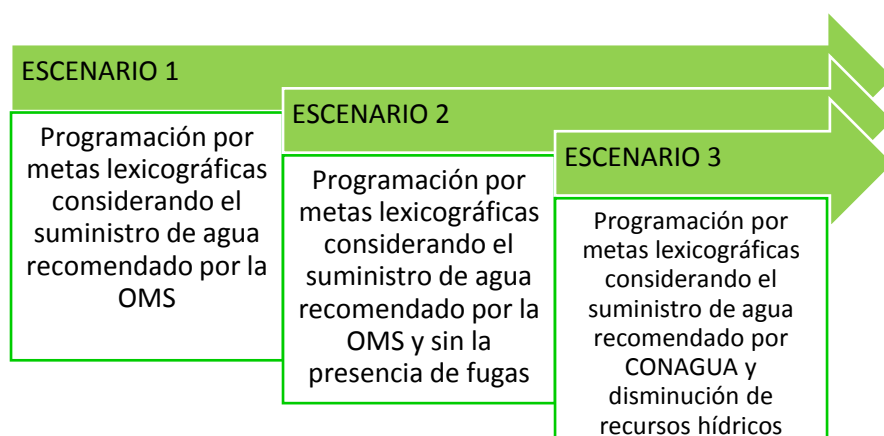 ESCENARIO 1
Programación por
metas lexicográficas
considerando el
suministro de agua
recomendado por la
OMS
ESCENARIO 2
Programación por
metas lexicográficas
considerando el
suministro de agua
recomendado por la
OMS y sin la
presencia de fugas
ESCENARIO 3
Programación por
metas lexicográficas
considerando el
suministro de agua
recomendado por
CONAGUA y
disminución de
recursos hídricos